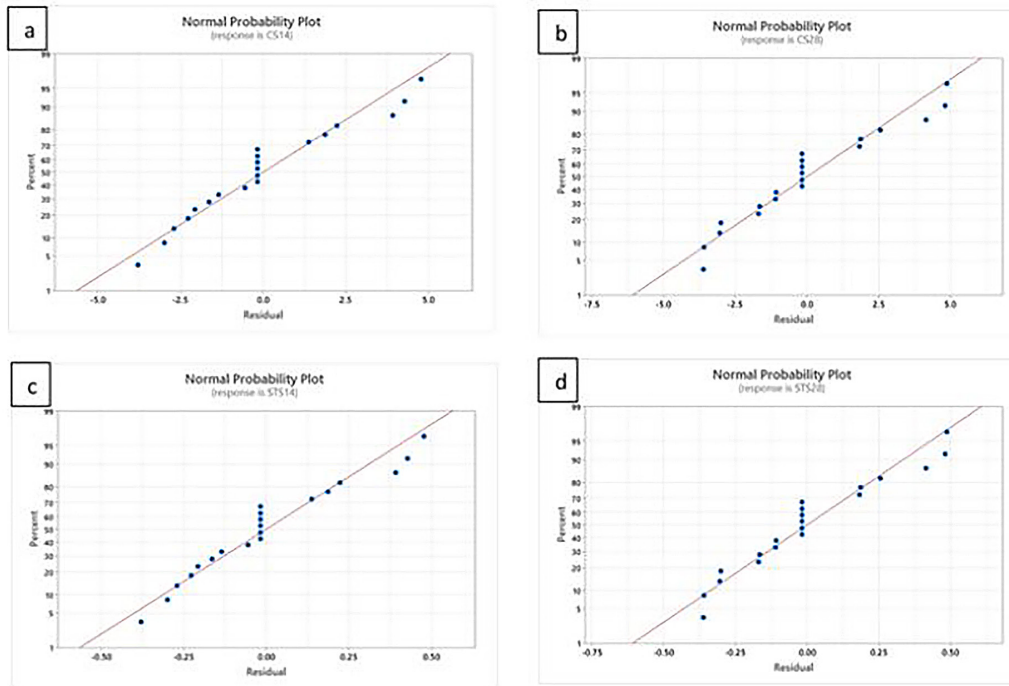 a
Normal Probability Plot
(response is CS14)
99
95
90
80
70
60
50
40
30
20
10
5
1
Percent
-5.0 -2.5 0.0 2.5 5.0
Residual
b
Normal Probability Plot
(response is CS28)
99
95
90
80
70
60
50
40
30
20
10
5
1
Percent
-7.5 -5.0 -2.5 0.0 2.5 5.0
Residual
c
Normal Probability Plot
(response is STS14)
99
95
90
80
70
60
50
40
30
20
10
5
1
Percent
-0.50 -0.25 0.00 0.25 0.50
Residual
d
Normal Probability Plot
(response is STS28)
99
95
90
80
70
60
50
40
30
20
10
5
1
Percent
-0.75 -0.50 -0.25 0.00 0.25 0.50
Residual